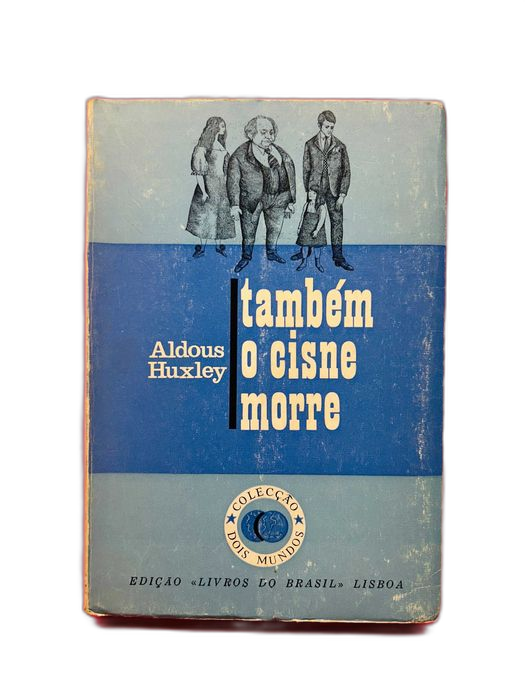 também
o cisne
morre
Aldous
Huxley
COLECÇÃO
DOIS MUNDOS
EDIÇÃO «LIVROS DO BRASIL» LISBOA